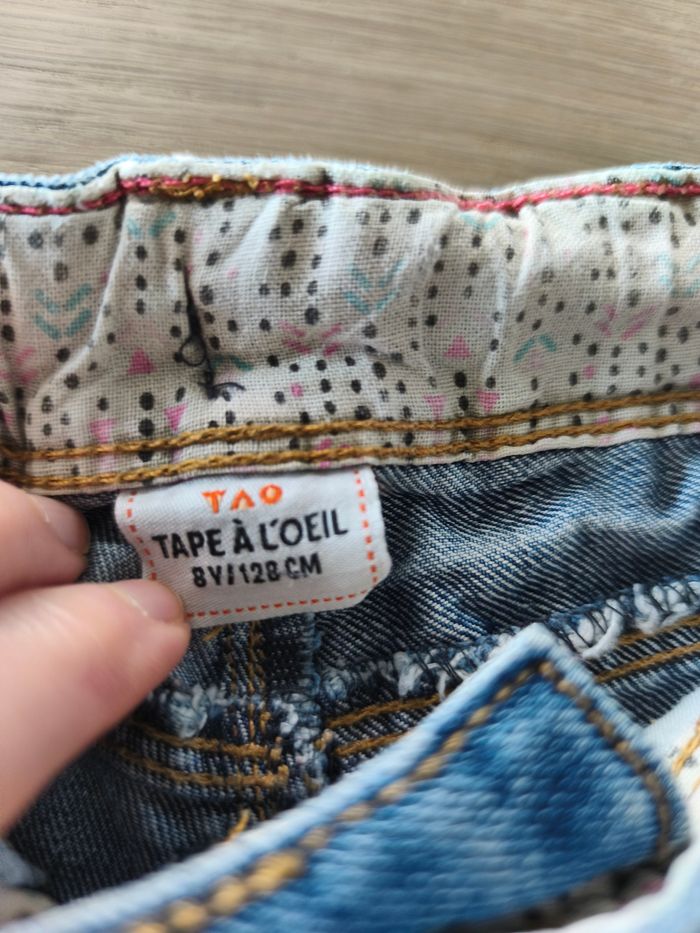 TAO
TAPE À L'OEIL
8Y/128 CM